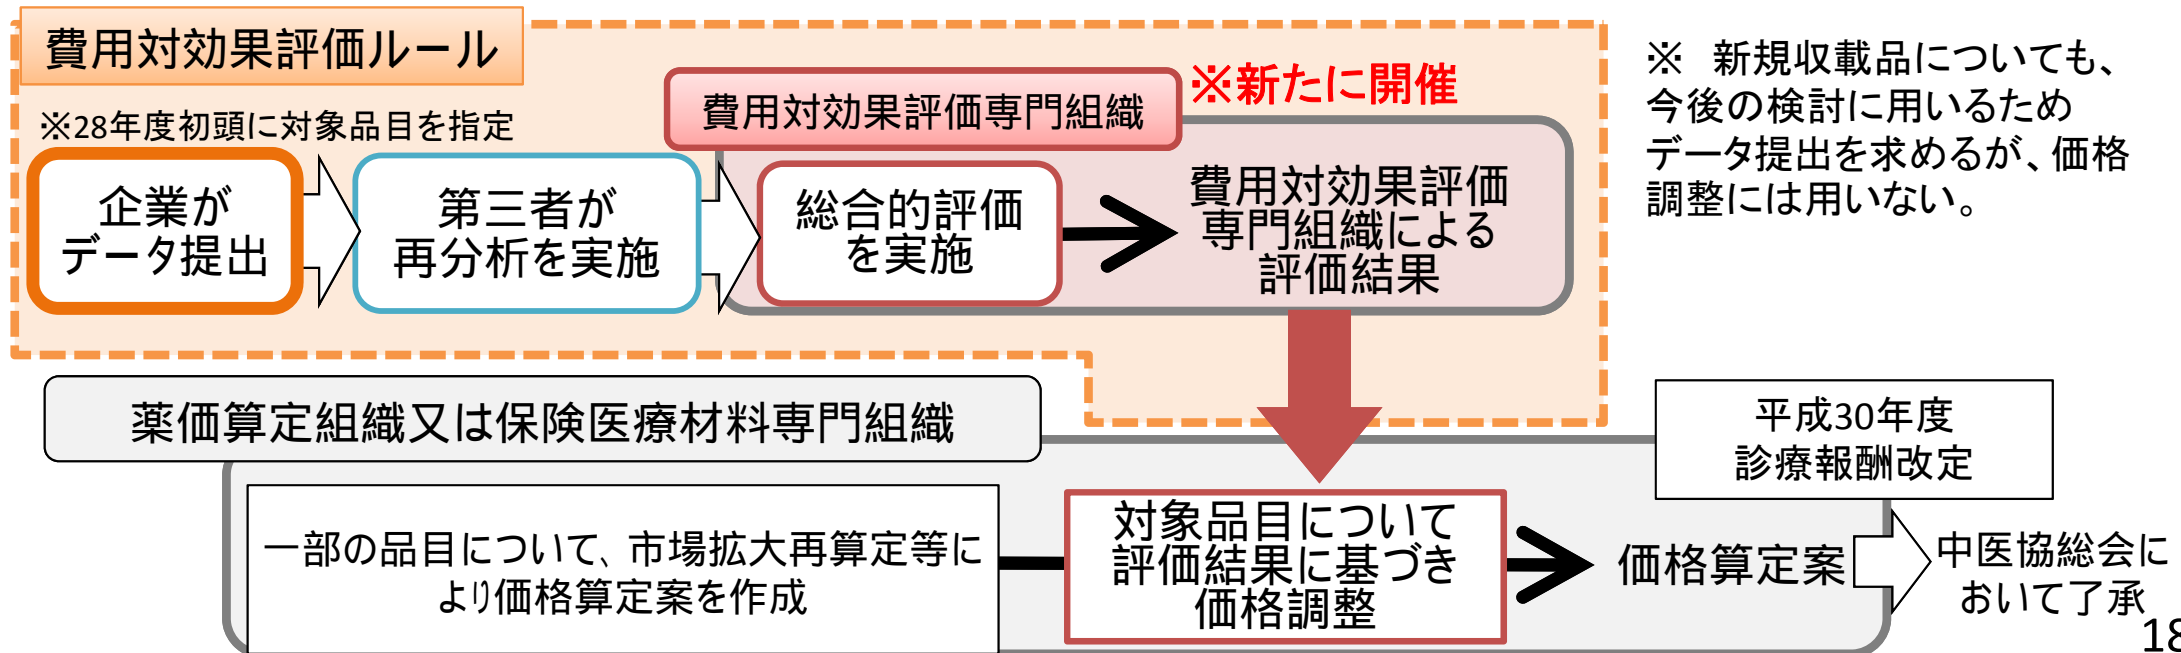 費用対効果評価ルール
※28年度初頭に対象品目を指定
企業が
データ提出
第三者が
再分析を実施
費用対効果評価専門組織
※新たに開催
総合的評価
を実施
費用対効果評価
専門組織による
評価結果
※　新規収載品についても、
今後の検討に用いるため
データ提出を求めるが、価格
調整には用いない。
薬価算定組織又は保険医療材料専門組織
一部の品目について、市場拡大再算定等に
より価格算定案を作成
対象品目について
評価結果に基づき
価格調整
価格算定案
平成30年度
診療報酬改定
中医協総会に
おいて了承
18